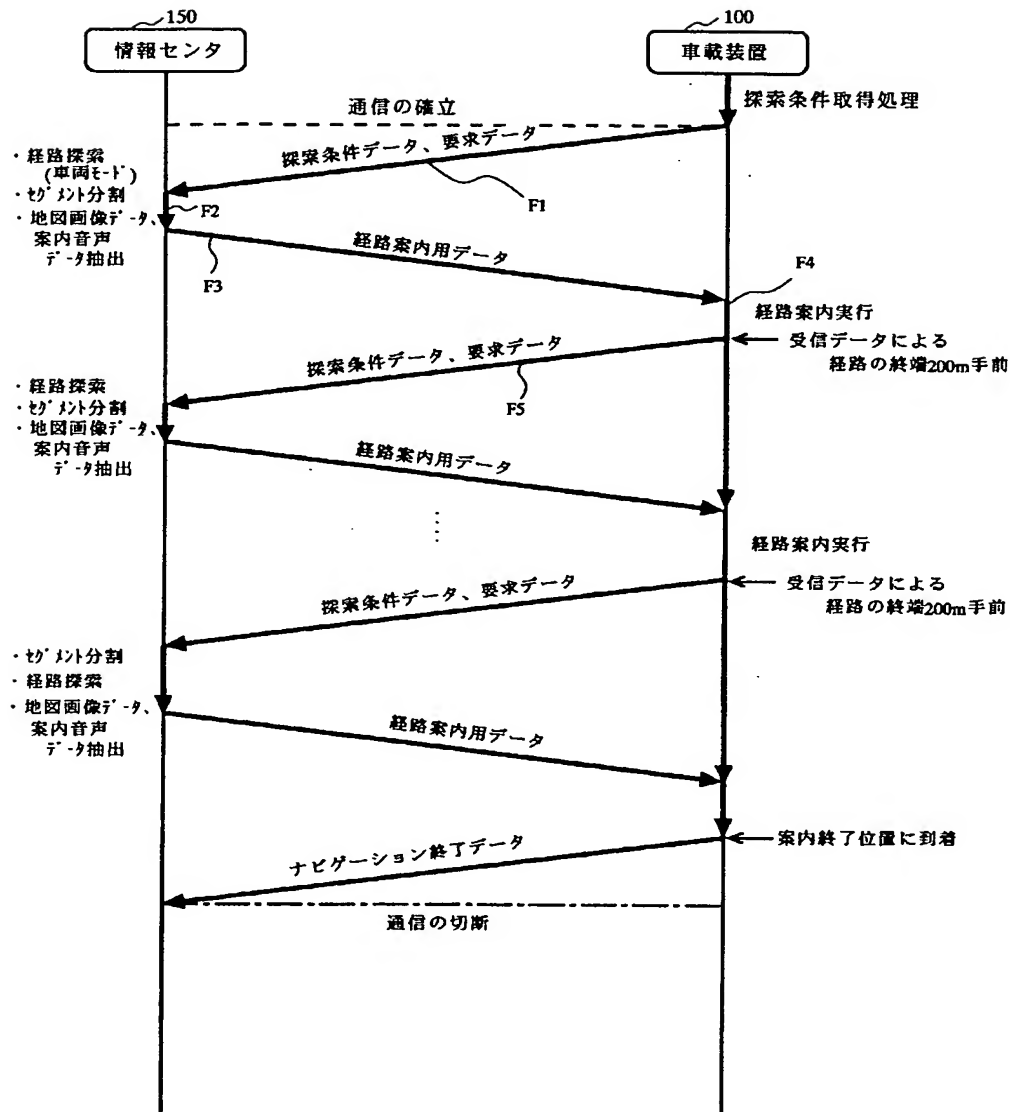 150
情報センタ
100
車載装置
探索条件取得処理
通信の確立
探索条件データ、要求データ
F1
・経路探索
(車両モード)
・セグメント分割
F2
・地図画像データ、
案内音声
データ抽出
経路案内用データ
F3
F4
経路案内実行
受信データによる
経路の終端200m手前
探索条件データ、要求データ
F5
・経路探索
・セグメント分割
・地図画像データ、
案内音声
データ抽出
経路案内用データ
経路案内実行
受信データによる
経路の終端200m手前
探索条件データ、要求データ
・セグメント分割
・経路探索
・地図画像データ、
案内音声
データ抽出
経路案内用データ
案内終了位置に到着
ナビゲーション終了データ
通信の切断